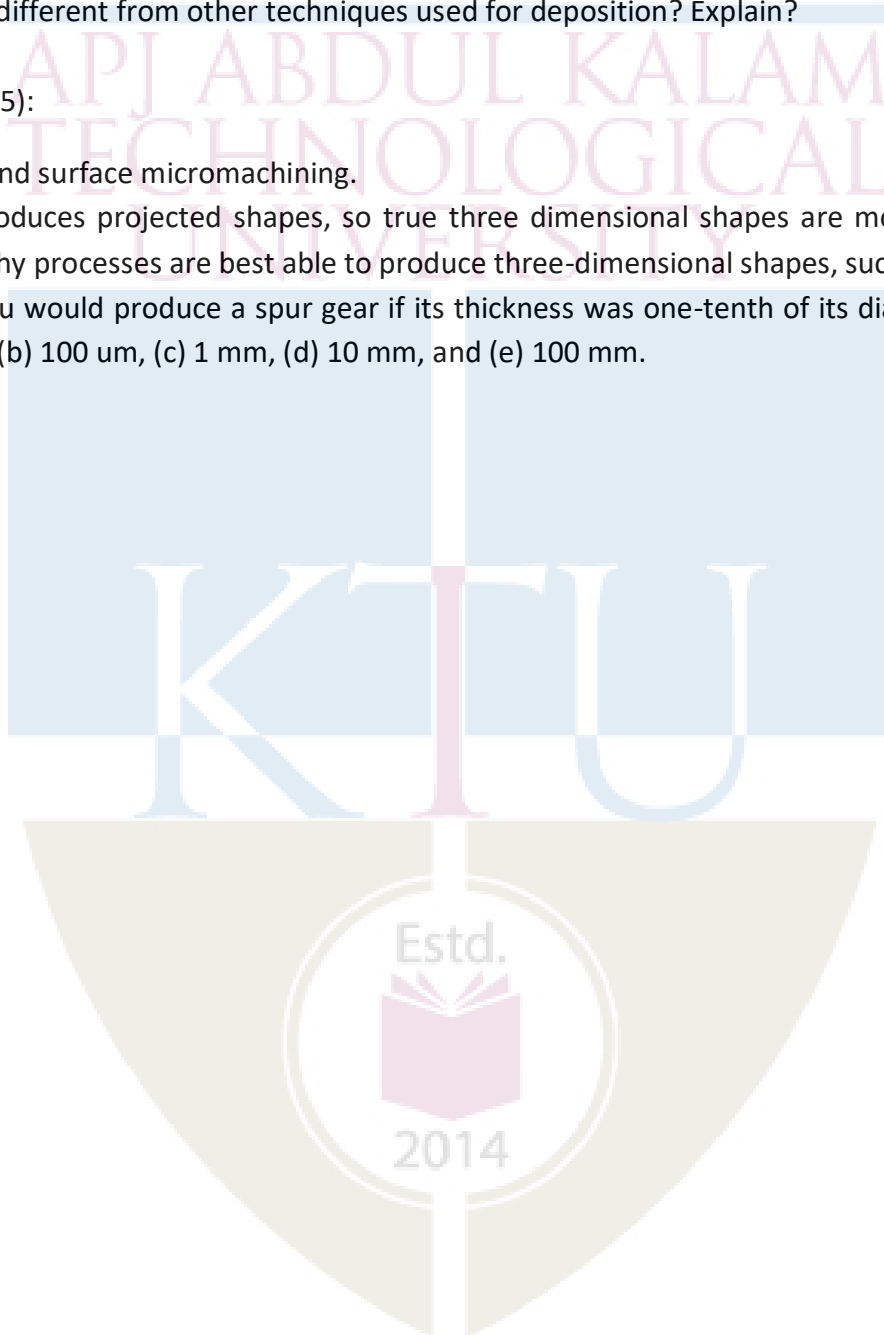 different from other techniques used for deposition? Explain?
APJ ABDUL KALAM
5):
TECHNOLOGICAL
nd surface micromachining.
oduces projected shapes, so true three dimensional shapes are mo
UNIVERSITY
hy processes are best able to produce three-dimensional shapes, suc
u would produce a spur gear if its thickness was one-tenth of its dia
(b) 100 um, (c) 1 mm, (d) 10 mm, and (e) 100 mm.
KTU
Estd.
2014